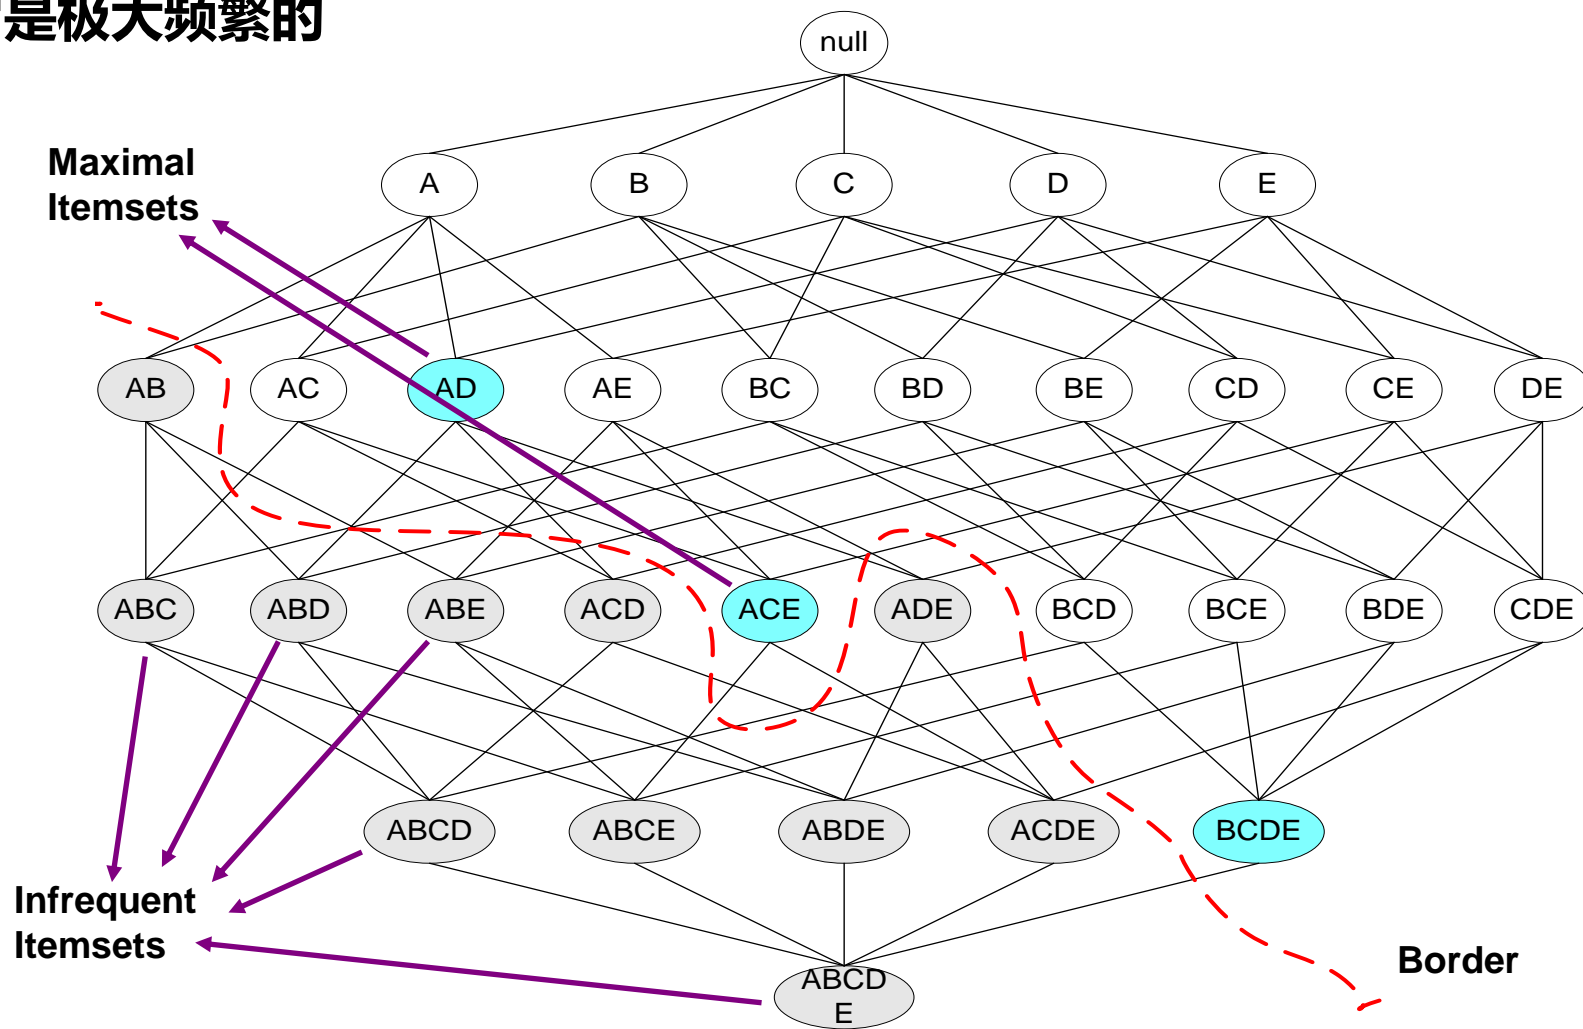 是极大频繁的
null
Maximal
Itemsets
A
B
C
D
E
AB
AC
AD
AE
BC
BD
BE
CD
CE
DE
ABC
ABD
ABE
ACD
ACE
ADE
BCD
BCE
BDE
CDE
ABCD
ABCE
ABDE
ACDE
BCDE
Infrequent
Itemsets
Border
ABCD
E